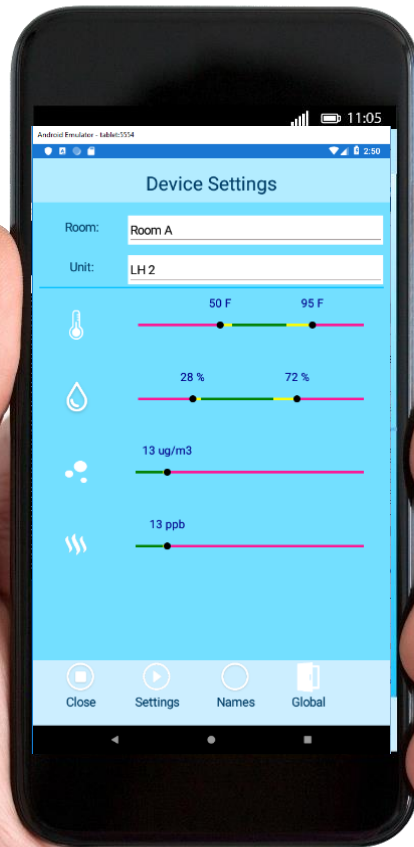 11:05
Android Emulator - tablet:5554
2:50
Device Settings
Room: Room A
Unit: LH 2
50 F 95 F
28 % 72 %
13 ug/m3
13 ppb
Close Settings Names Global